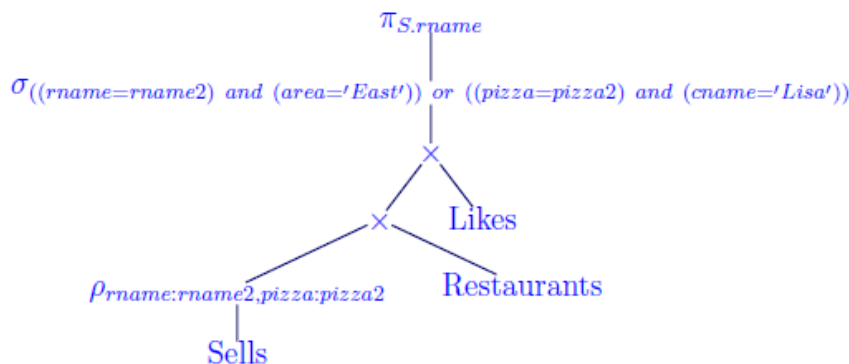 π_{S.rname}
σ_{((rname=rname2) and (area='East')) or ((pizza=pizza2) and (cname='Lisa'))}
×
× Likes
ρ_{rname:rname2,pizza:pizza2} Restaurants
Sells